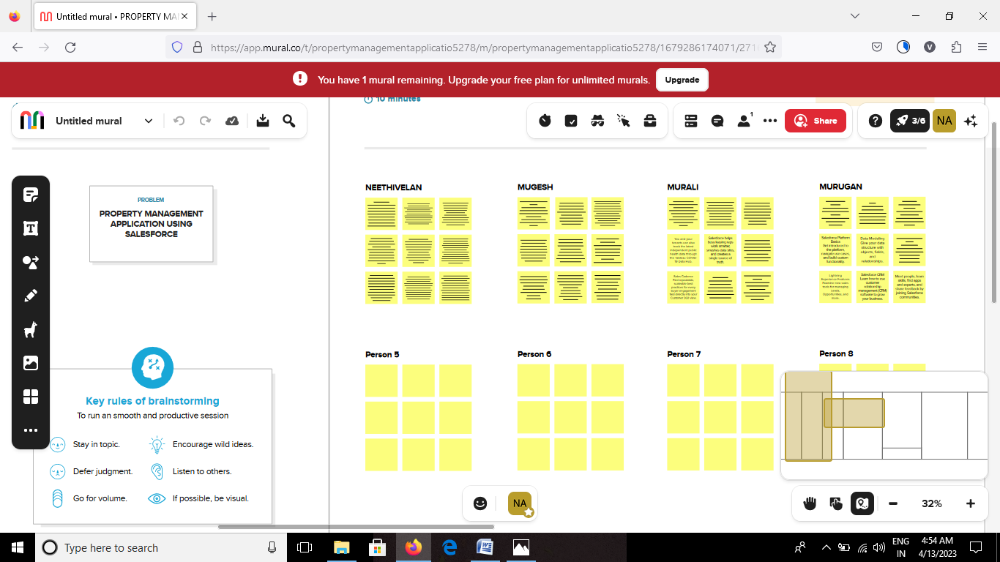 Untitled mural • PROPERTY MA
https://app.mural.co/t/propertymanagementapplicatio5278/m/propertymanagementapplicatio5278/1679286174071/271
V
You have 1 mural remaining. Upgrade your free plan for unlimited murals.
Upgrade
10 minutes
Untitled mural
1
Share
3/6
NA
PROBLEM
PROPERTY MANAGEMENT
APPLICATION USING
SALESFORCE
NEETHIVELAN
MUGESH
MURALI
MURUGAN
You and your
tenants can also
track the latest
independent public
health data through
the Tableau COVID-
19 Data Hub.
Salesforce helps
busy leasing reps
work smarter,
smashes data silos,
and creates a
single source of
truth.
Sales Cadence
Find repeatable,
scaleable best
practices for every
buyer engagement
tied directly into your
Customer 360 view.
Salesforce Platform
Basics
Get introduced to
the platform,
navigate use cases,
and build custom
functionality.
Data Modeling
Give your data
structure with
objects, fields,
and
relationships.
Lightning
Experience Features
tools for managing
Leads,
Opportunities, and
more.
Salesforce CRM
Learn how to use
customer
relationship
management (CRM)
software to grow
your business.
Meet people, learn
skills, find apps
and experts, and
share feedback by
joining Salesforce
communities.
Person 5
Person 6
Person 7
Person 8
Key rules of brainstorming
To run an smooth and productive session
Stay in topic.
Encourage wild ideas.
Defer judgment.
Listen to others.
Go for volume.
If possible, be visual.
NA
32%
Type here to search
ENG
IN
4:54 AM
4/13/2023